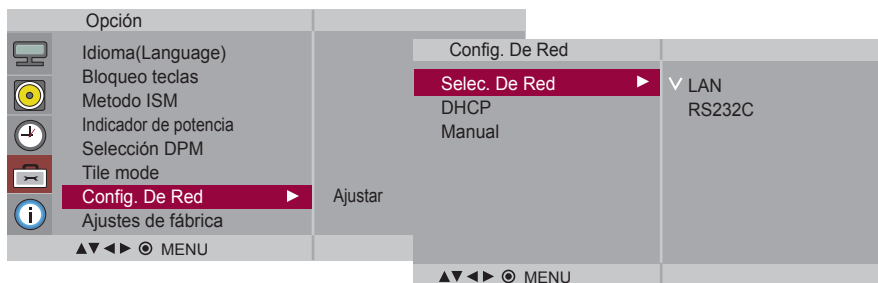 Opción
Idioma(Language)
Bloqueo teclas
Metodo ISM
Indicador de potencia
Selección DPM
Tile mode
Config. De Red ▶ Ajustar
Ajustes de fábrica
▲▼◀▶ ◉ MENU
Config. De Red
Selec. De Red ▶ ✓ LAN
DHCP RS232C
Manual
▲▼◀▶ ◉ MENU